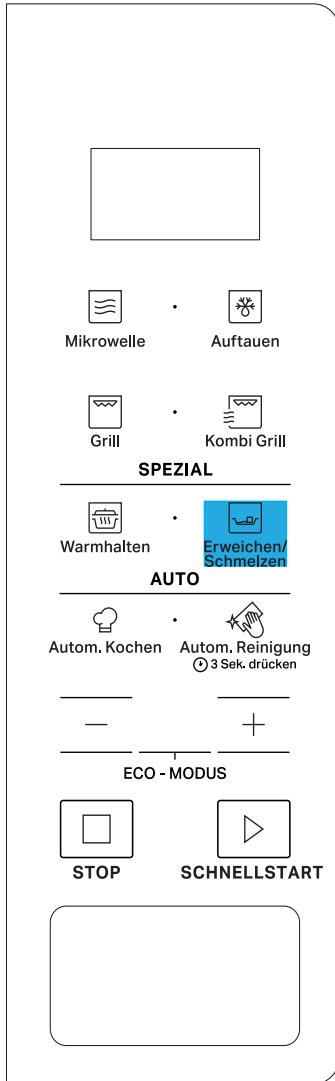 Mikrowelle
Auftauen
Grill
Kombi Grill
SPEZIAL
Warmhalten
Erweichen/
Schmelzen
AUTO
Autom. Kochen
Autom. Reinigung
3 Sek. drücken
ECO - MODUS
STOP
SCHNELLSTART